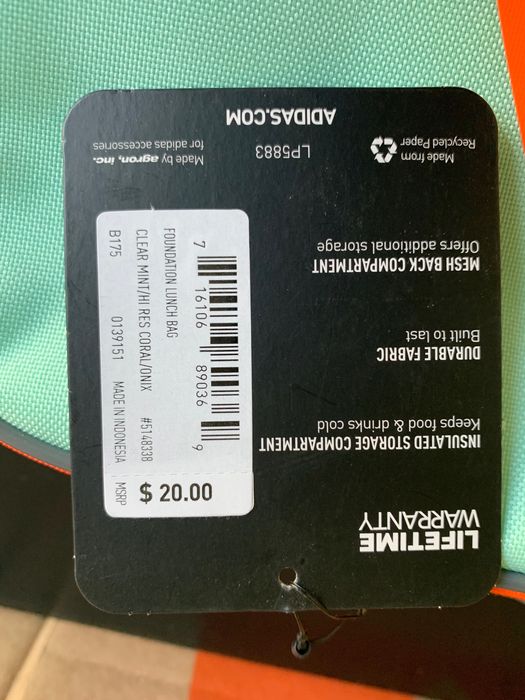 LIFETIME
WARRANTY
INSULATED STORAGE COMPARTMENT
Keeps food & drinks cold
DURABLE FABRIC
Built to last
MESH BACK COMPARTMENT
Offers additional storage
Made from
Recycled Paper
LP5883
Made by agron, inc.
for adidas accessories
ADIDAS.COM
7 16106 89036 9
FOUNDATION LUNCH BAG
CLEAR MINT/HI RES CORAL/ONIX #5148338
B175 0139151 MADE IN INDONESIA MSRP
$ 20.00